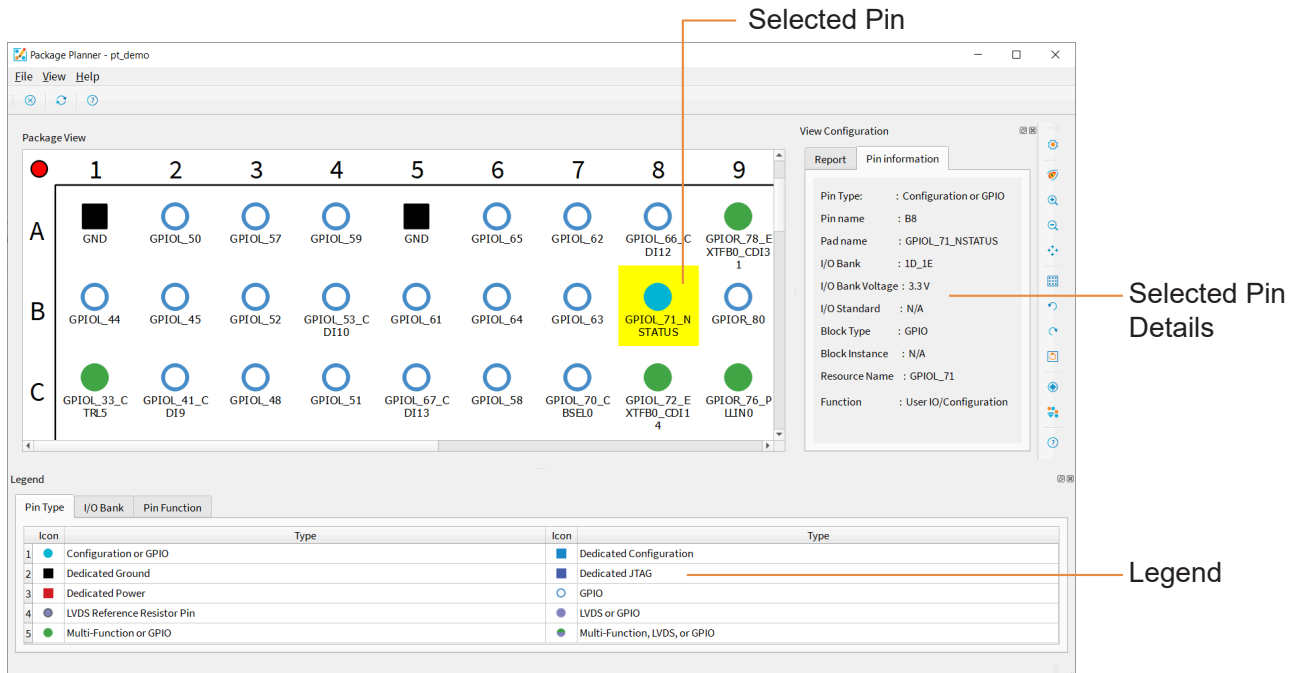 Selected Pin
Package Planner - pt_demo
File View Help
Package View
View Configuration
1 2 3 4 5 6 7 8 9
Report Pin information
A
GND GPIOL_50 GPIOL_57 GPIOL_59 GND GPIOL_65 GPIOL_62 GPIOL_66_C GPIOR_78_E
DI12 XTFB0_CDI3
1
B
GPIOL_44 GPIOL_45 GPIOL_52 GPIOL_53_C GPIOL_61 GPIOL_64 GPIOL_63 GPIOL_71_N GPIOR_80
DI10 STATUS
C
GPIOL_33_C GPIOL_41_C GPIOL_48 GPIOL_51 GPIOL_67_C GPIOL_58 GPIOL_70_C GPIOL_72_E GPIOR_76_P
TRL5 DI9 DI13 BSEL0 XTFB0_CDI1 LLIN0
4
Pin Type: : Configuration or GPIO
Pin name : B8
Pad name : GPIOL_71_NSTATUS
I/O Bank : 1D_1E
I/O Bank Voltage : 3.3 V
I/O Standard : N/A
Block Type : GPIO
Block Instance : N/A
Resource Name : GPIOL_71
Function : User IO/Configuration
Selected Pin
Details
Legend
Pin Type I/O Bank Pin Function
Icon Type Icon Type
1 Configuration or GPIO Dedicated Configuration
2 Dedicated Ground Dedicated JTAG
3 Dedicated Power GPIO
4 LVDS Reference Resistor Pin LVDS or GPIO
5 Multi-Function or GPIO Multi-Function, LVDS, or GPIO
Legend